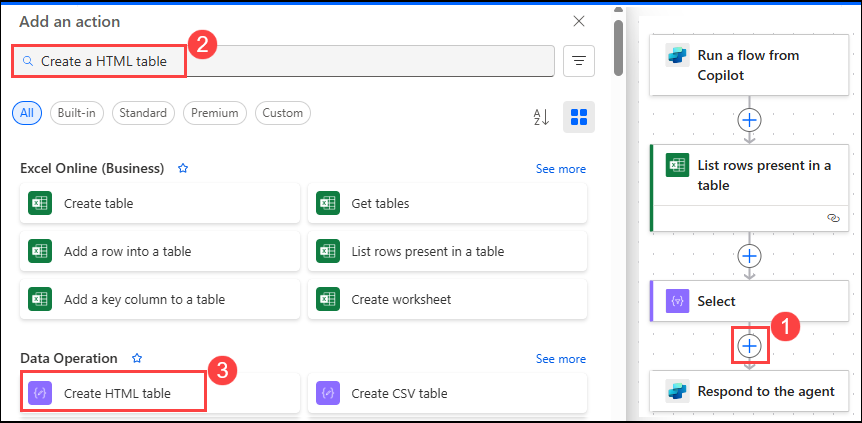 Add an action
2
Create a HTML table
All
Built-in
Standard
Premium
Custom
A
Z
Excel Online (Business)
See more
Create table
Get tables
Add a row into a table
List rows present in a table
Add a key column to a table
Create worksheet
Data Operation
See more
3
Create HTML table
Create CSV table
Run a flow from
Copilot
List rows present in a
table
Select
1
Respond to the agent